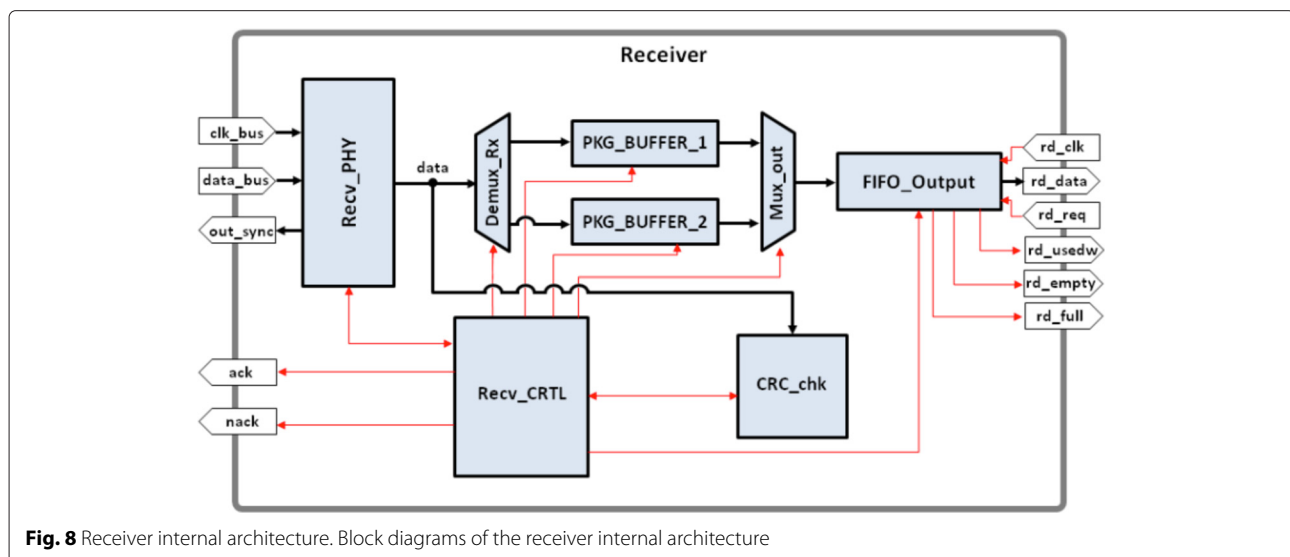 Receiver
clk_bus
data_bus
out_sync
Recv_PHY
data
Demux_Rx
PKG_BUFFER_1
PKG_BUFFER_2
Mux_out
FIFO_Output
rd_clk
rd_data
rd_req
rd_usedw
rd_empty
rd_full
ack
nack
Recv_CRTL
CRC_chk
Fig. 8 Receiver internal architecture. Block diagrams of the receiver internal architecture